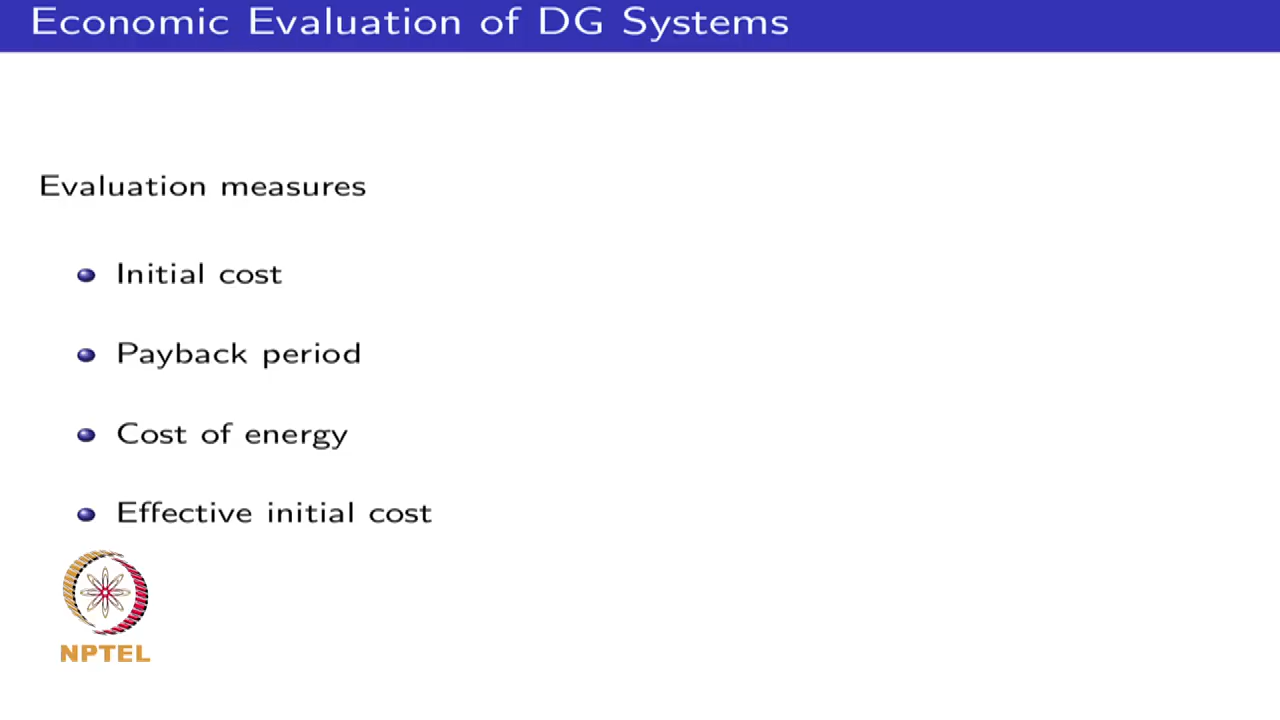 Economic Evaluation of DG Systems
Evaluation measures
Initial cost
Payback period
Cost of energy
Effective initial cost
NPTEL